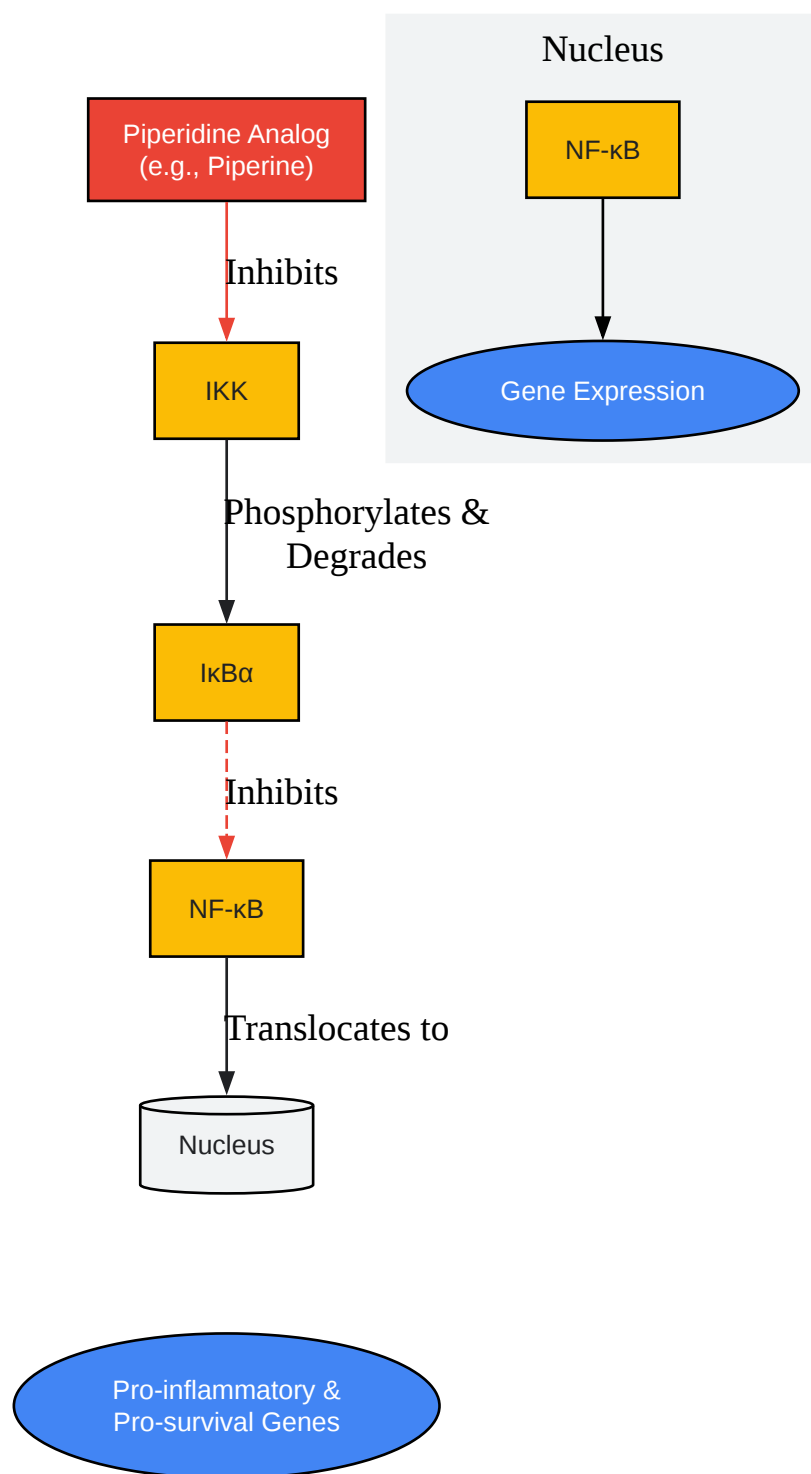 Piperidine Analog
(e.g., Piperine)
Inhibits
IKK
Phosphorylates &
Degrades
IκBα
Inhibits
NF-κB
Translocates to
Nucleus
Pro-inflammatory &
Pro-survival Genes
Nucleus
NF-κB
Gene Expression